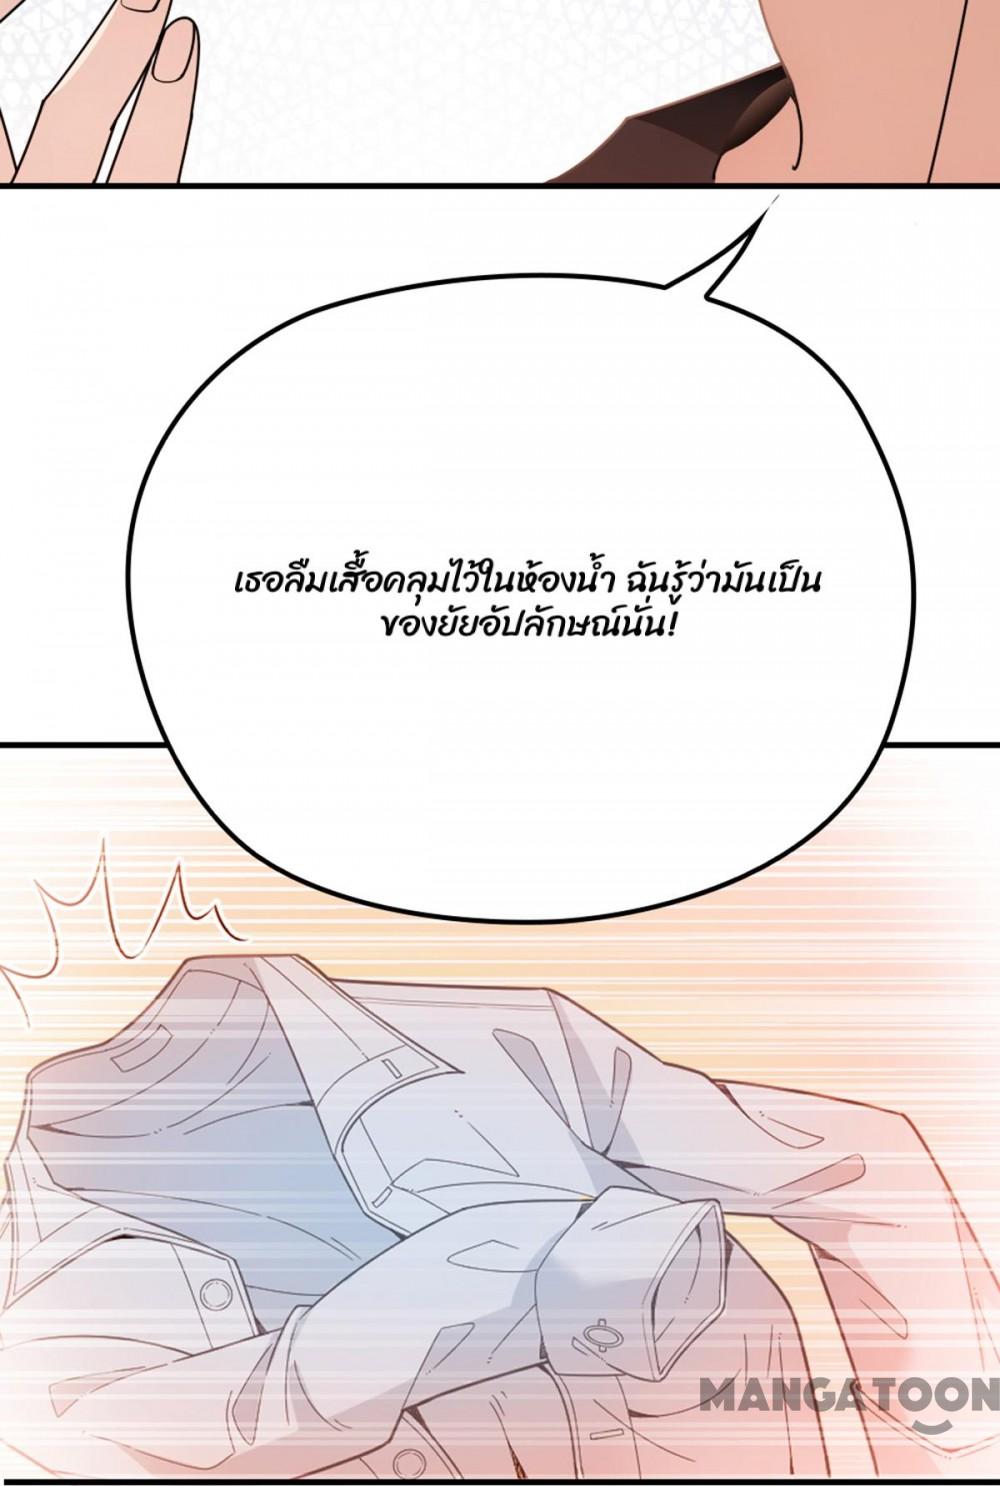 เธอลืมเสื้อคลุมไว้ในห้องน้ำ ฉันรู้ว่ามันเป็น
ของยัยอัปลักษณ์นั่น!
MANGATOON